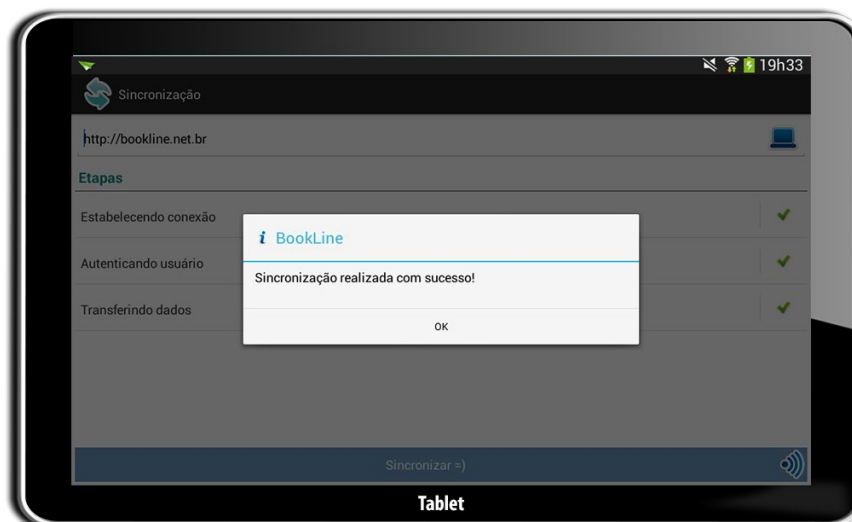 19h33
Sincronização
http://bookline.net.br
Etapas
Estabelecendo conexão
Autenticando usuário
Transferindo dados
i BookLine
Sincronização realizada com sucesso!
OK
Sincronizar =)
Tablet